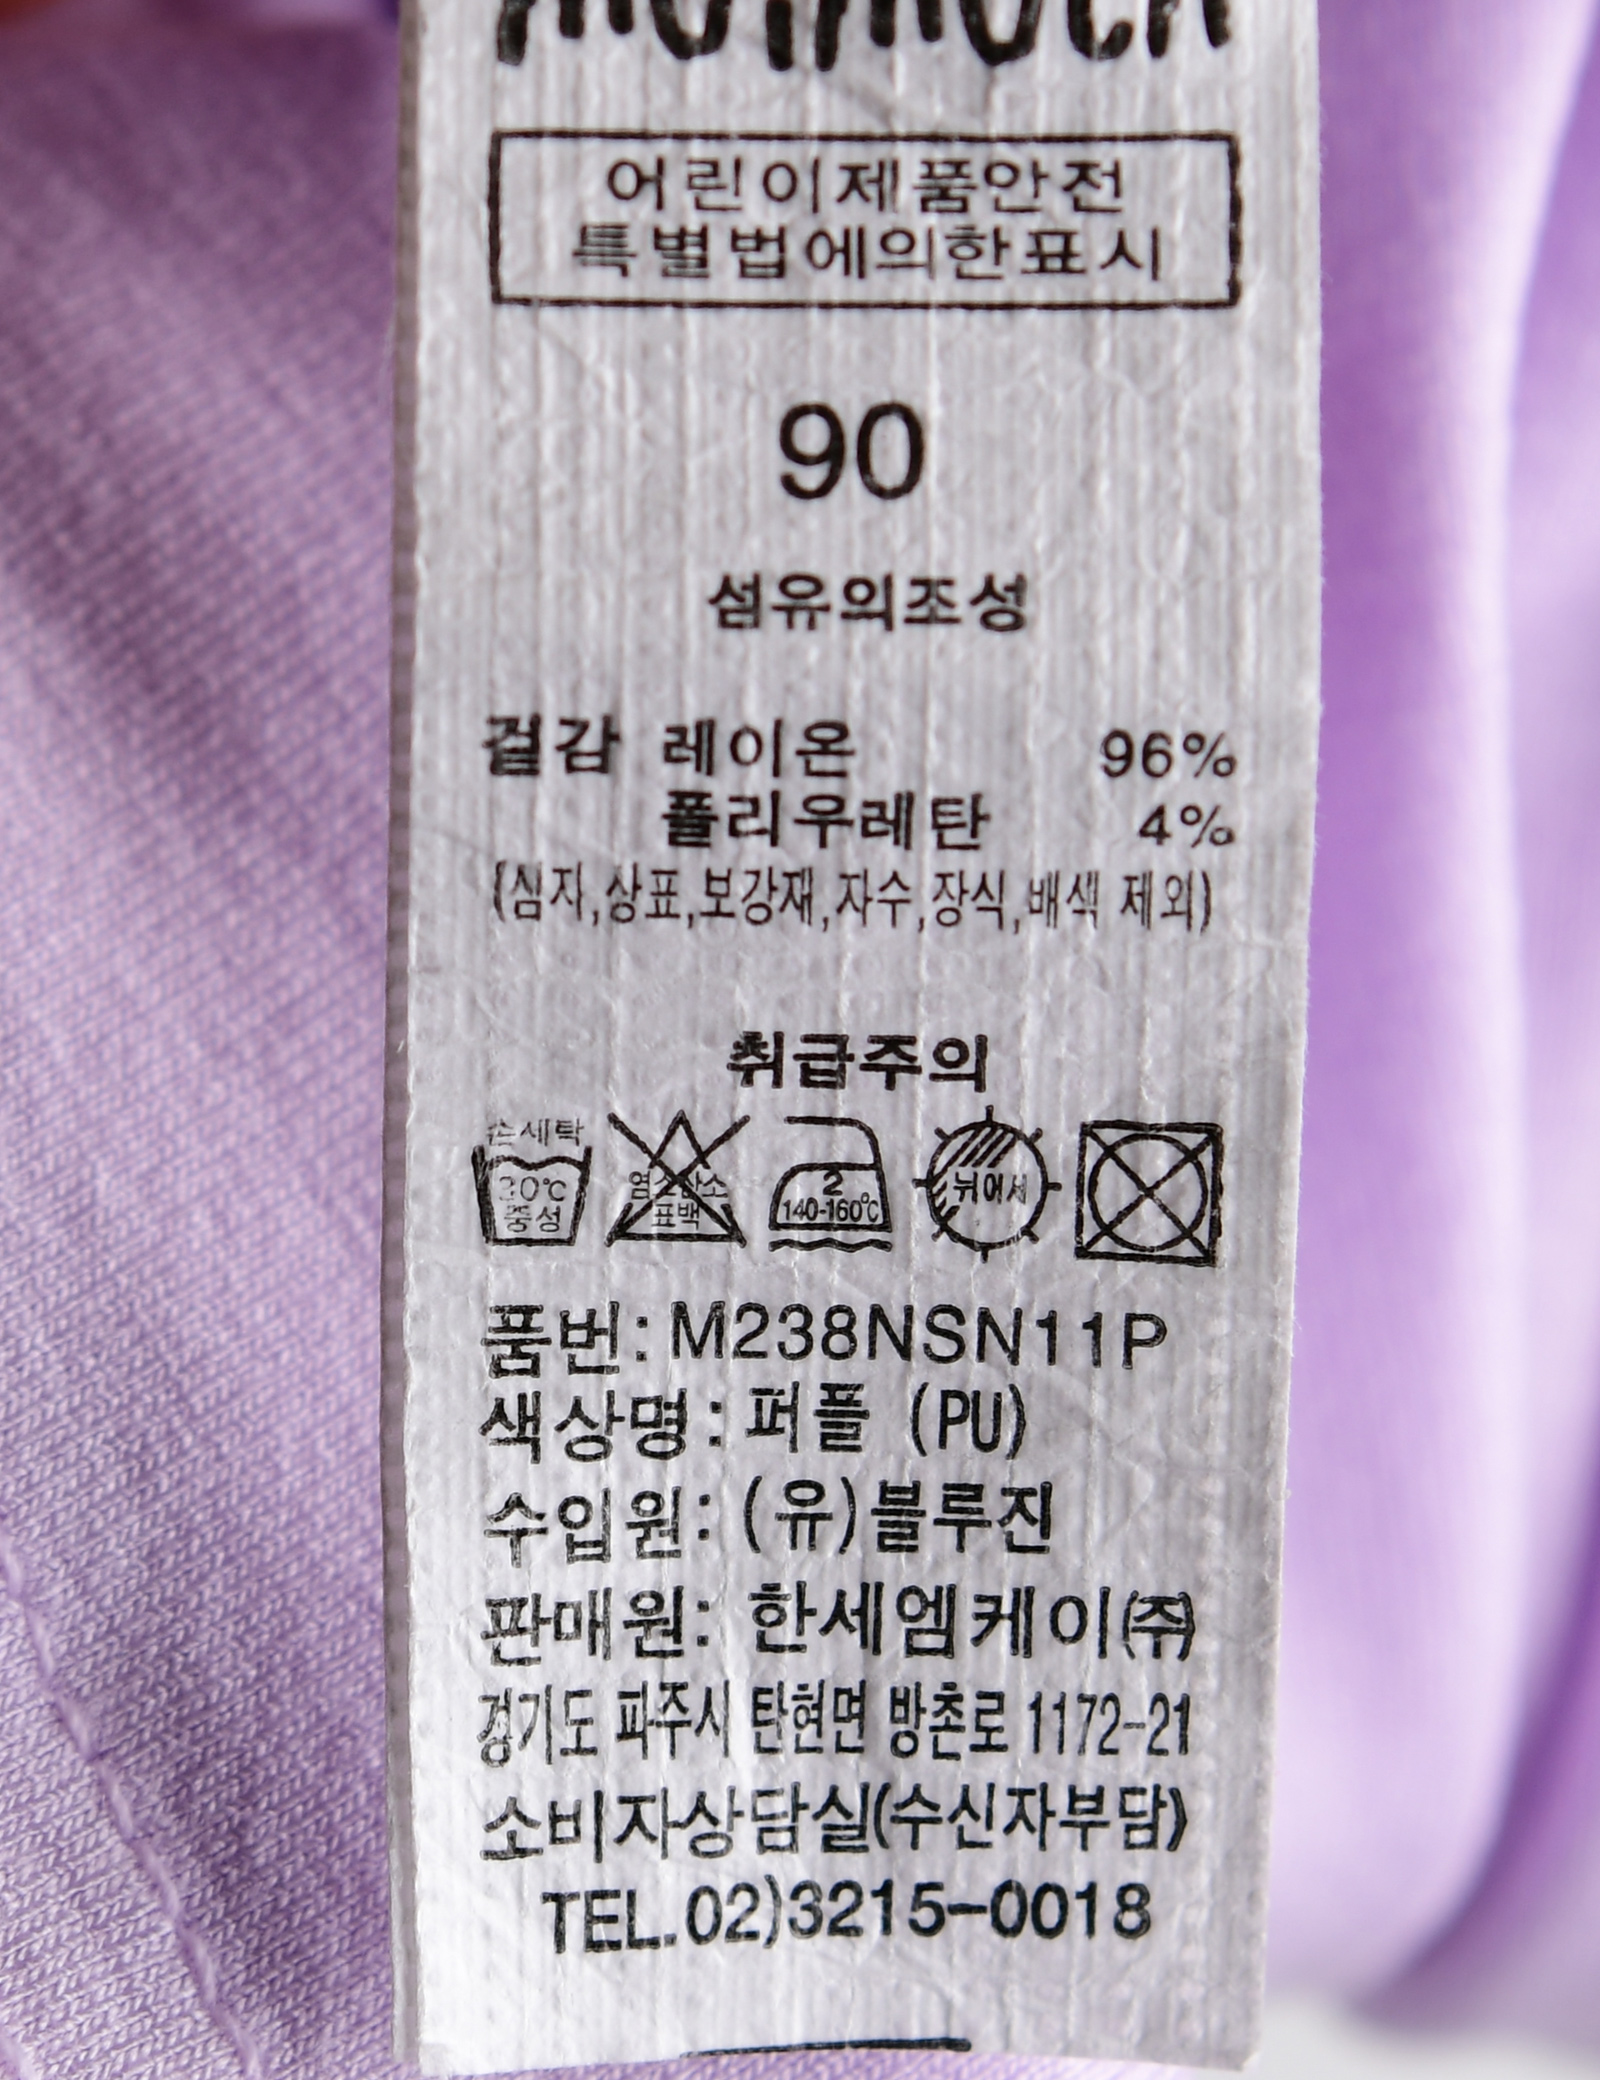 어린이제품안전
특별법에의한표시
90
섬유의조성
겉감 레이온 96%
폴리우레탄 4%
(심지,상표,보강재,자수,장식,배색 제외)
취급주의
손세탁
30℃
중성
염소산소
표백
2
140-160℃
뉘어서
품번: M238NSN11P
색상명: 퍼플 (PU)
수입원: (유)블루진
판매원: 한세엠케이㈜
경기도 파주시 탄현면 방촌로 1172-21
소비자상담실(수신자부담)
TEL.02)3215-0018